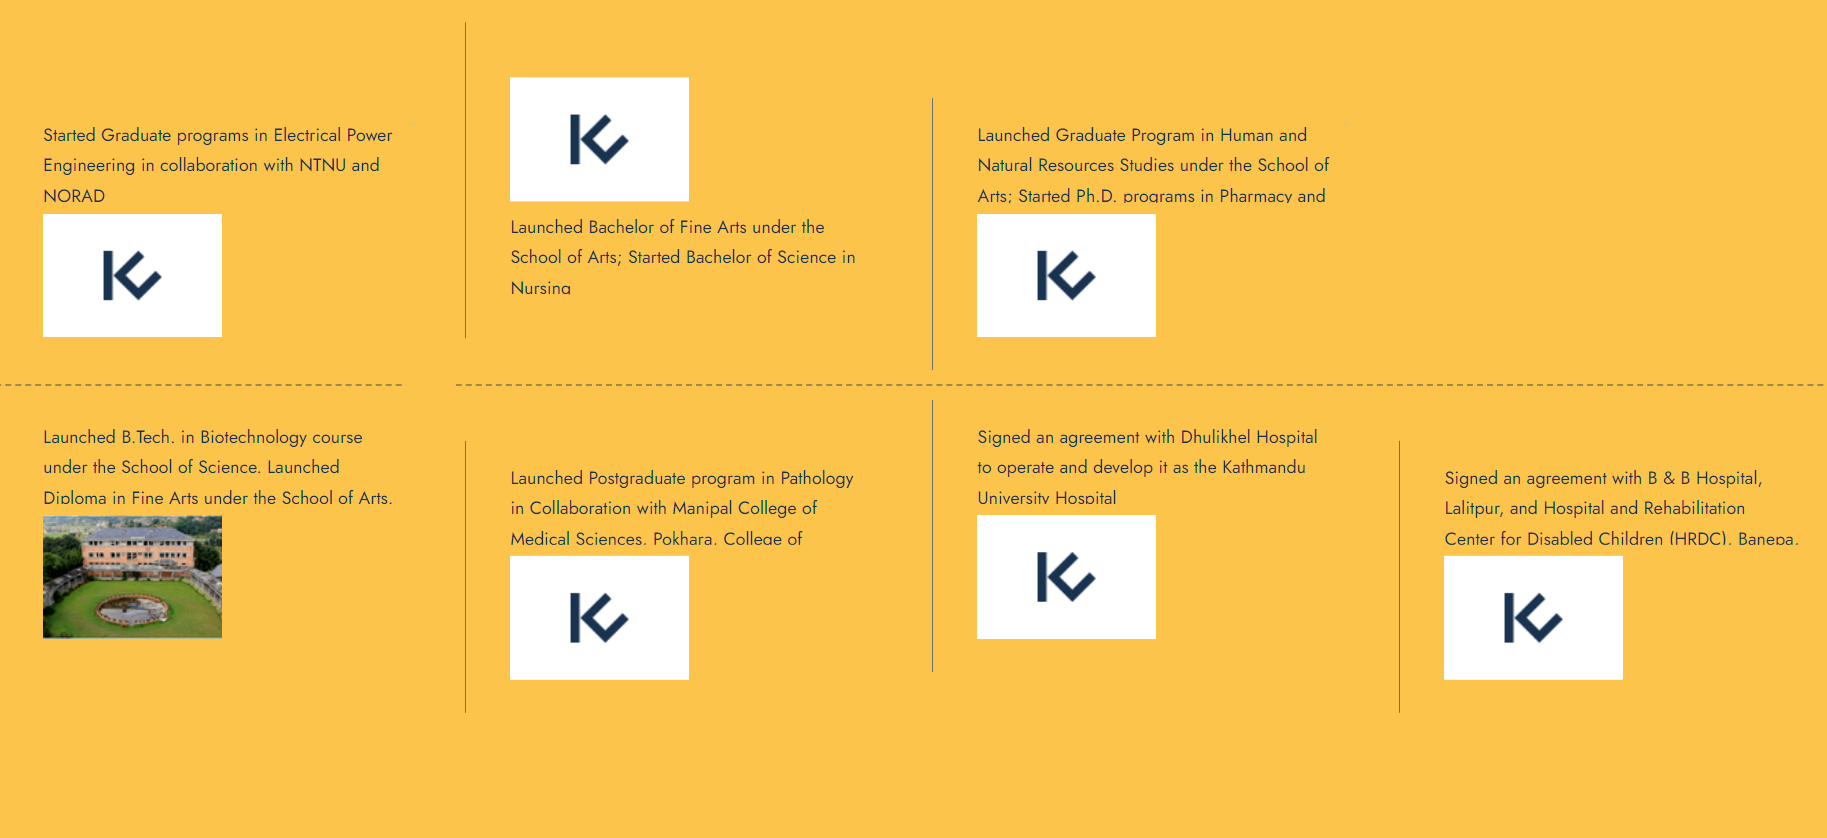 Started Graduate programs in Electrical Power
Engineering in collaboration with NTNU and
NORAD
Launched Bachelor of Fine Arts under the
School of Arts; Started Bachelor of Science in
Nursing
Launched Graduate Program in Human and
Natural Resources Studies under the School of
Arts; Started Ph.D. programs in Pharmacy and
Launched B.Tech. in Biotechnology course
under the School of Science. Launched
Diploma in Fine Arts under the School of Arts.
Launched Postgraduate program in Pathology
in Collaboration with Manipal College of
Medical Sciences, Pokhara, College of
Signed an agreement with Dhulikhel Hospital
to operate and develop it as the Kathmandu
University Hospital
Signed an agreement with B & B Hospital,
Lalitpur, and Hospital and Rehabilitation
Center for Disabled Children (HRDC), Banepa,